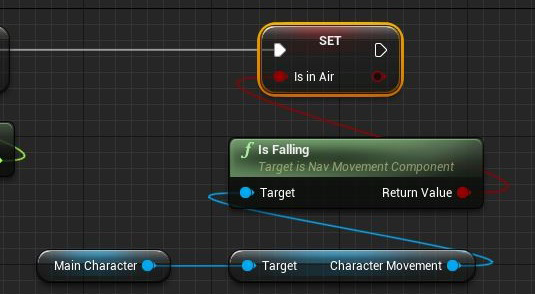 SET
Is in Air
f Is Falling
Target is Nav Movement Component
Target Return Value
Main Character
Target Character Movement